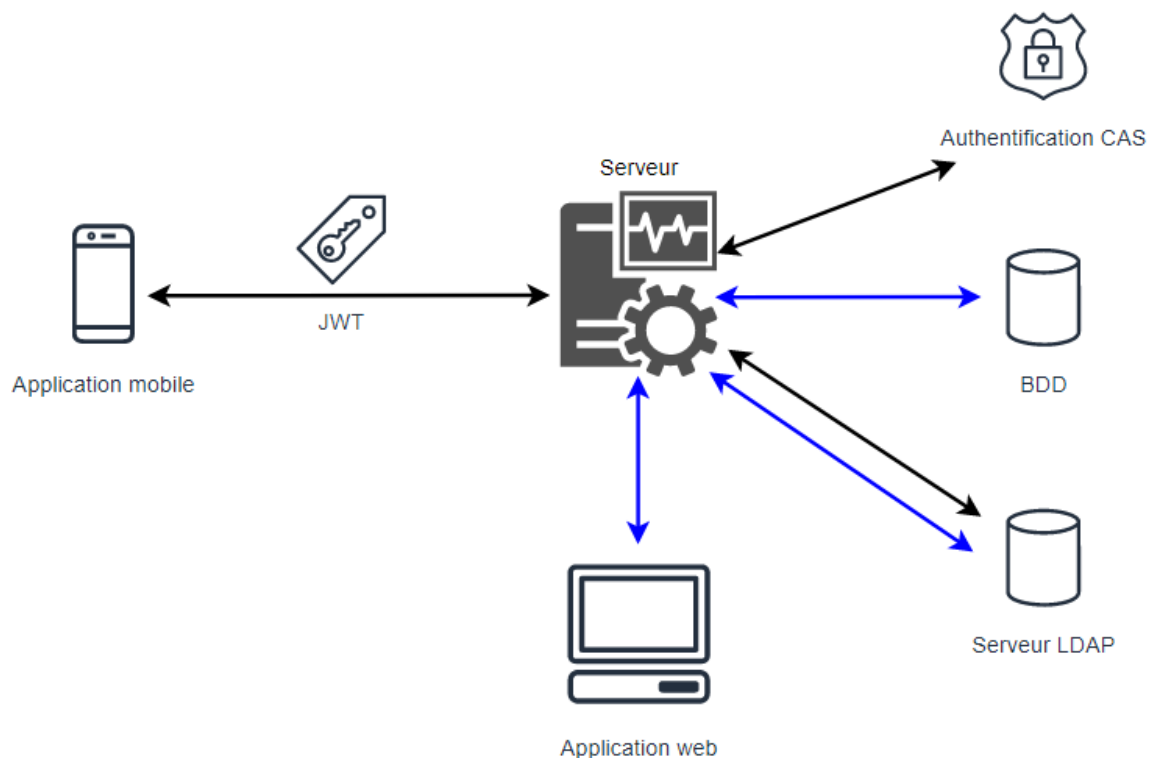 Authentification CAS
Serveur
JWT
Application mobile
BDD
Serveur LDAP
Application web